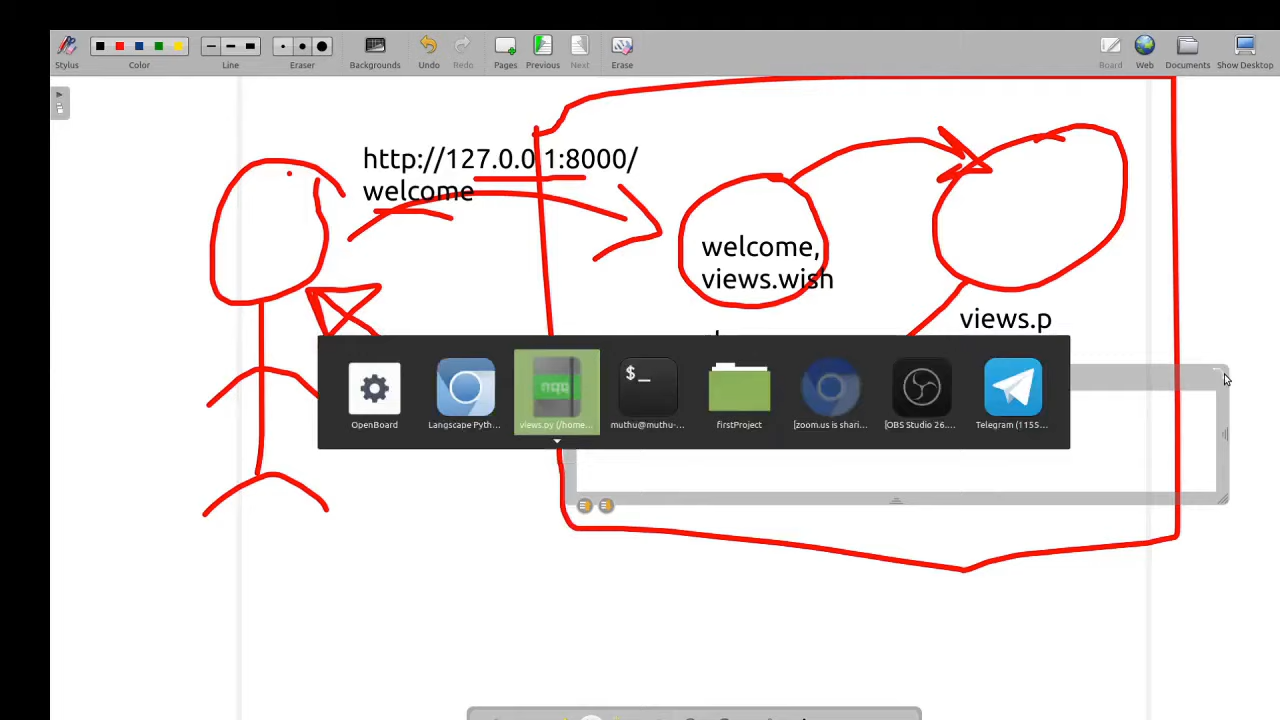 Stylus
Color
Line
Eraser
Backgrounds
Undo
Redo
Pages
Previous
Next
Erase
Board
Web
Documents
Show Desktop
http://127.0.0.1:8000/
welcome
welcome,
views.wish
views.p
$_
nqq
OpenBoard
Langscape Pyth...
views.py (/home...
muthu@muthu-...
firstProject
[zoom.us is shari...
[OBS Studio 26....
Telegram (1155...